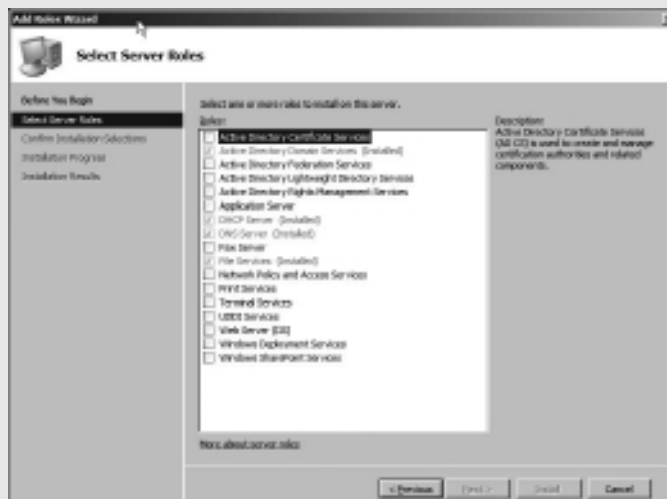 Add Roles Wizard
Select Server Roles
Before You Begin
Select Server Roles
Confirm Installation Selections
Installation Progress
Installation Results
Select one or more roles to install on this server.
Roles:
Active Directory Certificate Services
Active Directory Domain Services (Installed)
Active Directory Federation Services
Active Directory Lightweight Directory Services
Active Directory Rights Management Services
Application Server
DHCP Server (Installed)
DNS Server (Installed)
Fax Server
File Services (Installed)
Network Policy and Access Services
Print Services
Terminal Services
UDDI Services
Web Server (IIS)
Windows Deployment Services
Windows SharePoint Services
Description:
Active Directory Certificate Services
(AD CS) is used to create and manage
certification authorities and related
components.
More about server roles
< Previous
Next >
Install
Cancel